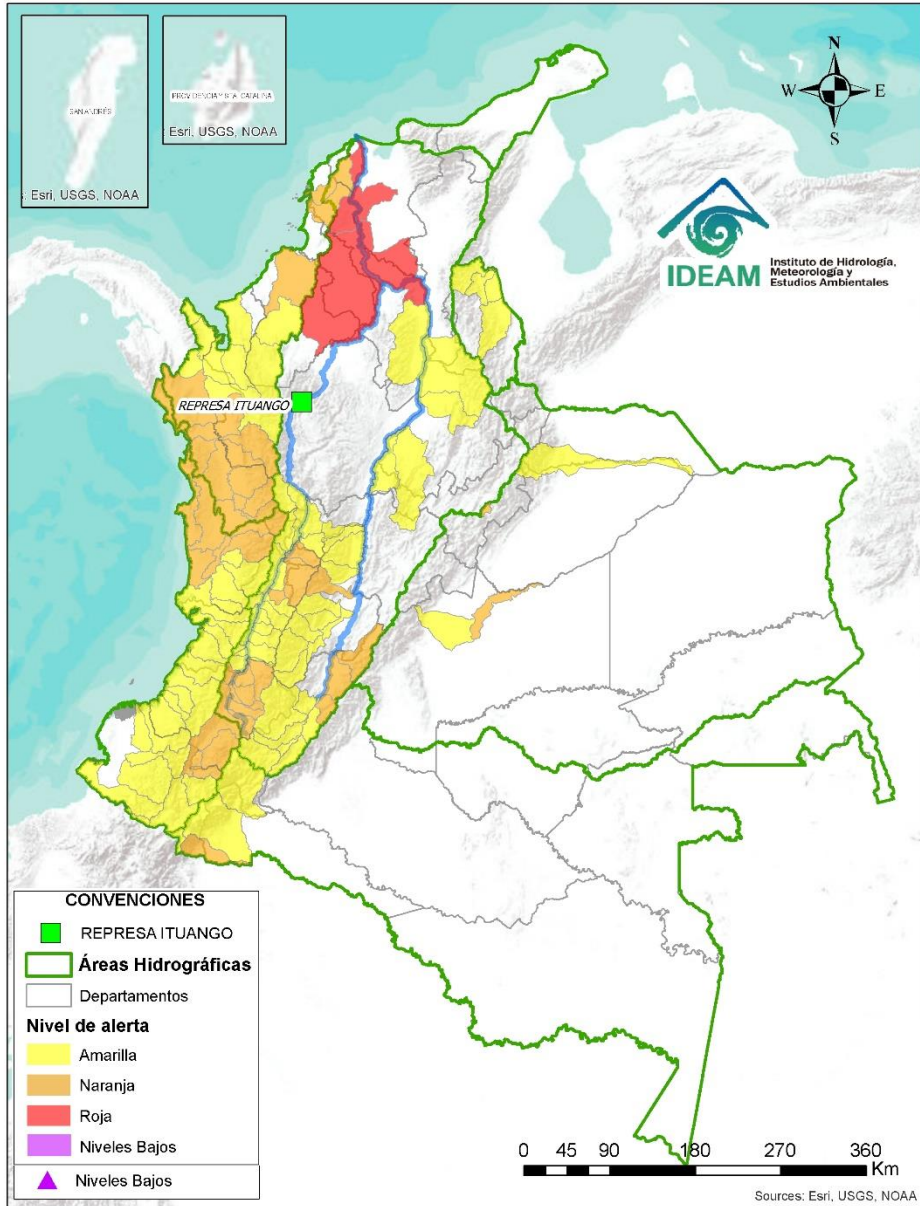 SAN ANDRÉS
: Esri, USGS, NOAA
PROVIDENCIA Y STA. CATALINA
: Esri, USGS, NOAA
N
W E
S
IDEAM
Instituto de Hidrología,
Meteorología y
Estudios Ambientales
REPRESA ITUANGO
CONVENCIONES
REPRESA ITUANGO
Áreas Hidrográficas
Departamentos
Nivel de alerta
Amarilla
Naranja
Roja
Niveles Bajos
Niveles Bajos
0 45 90 180 270 360
Km
Sources: Esri, USGS, NOAA